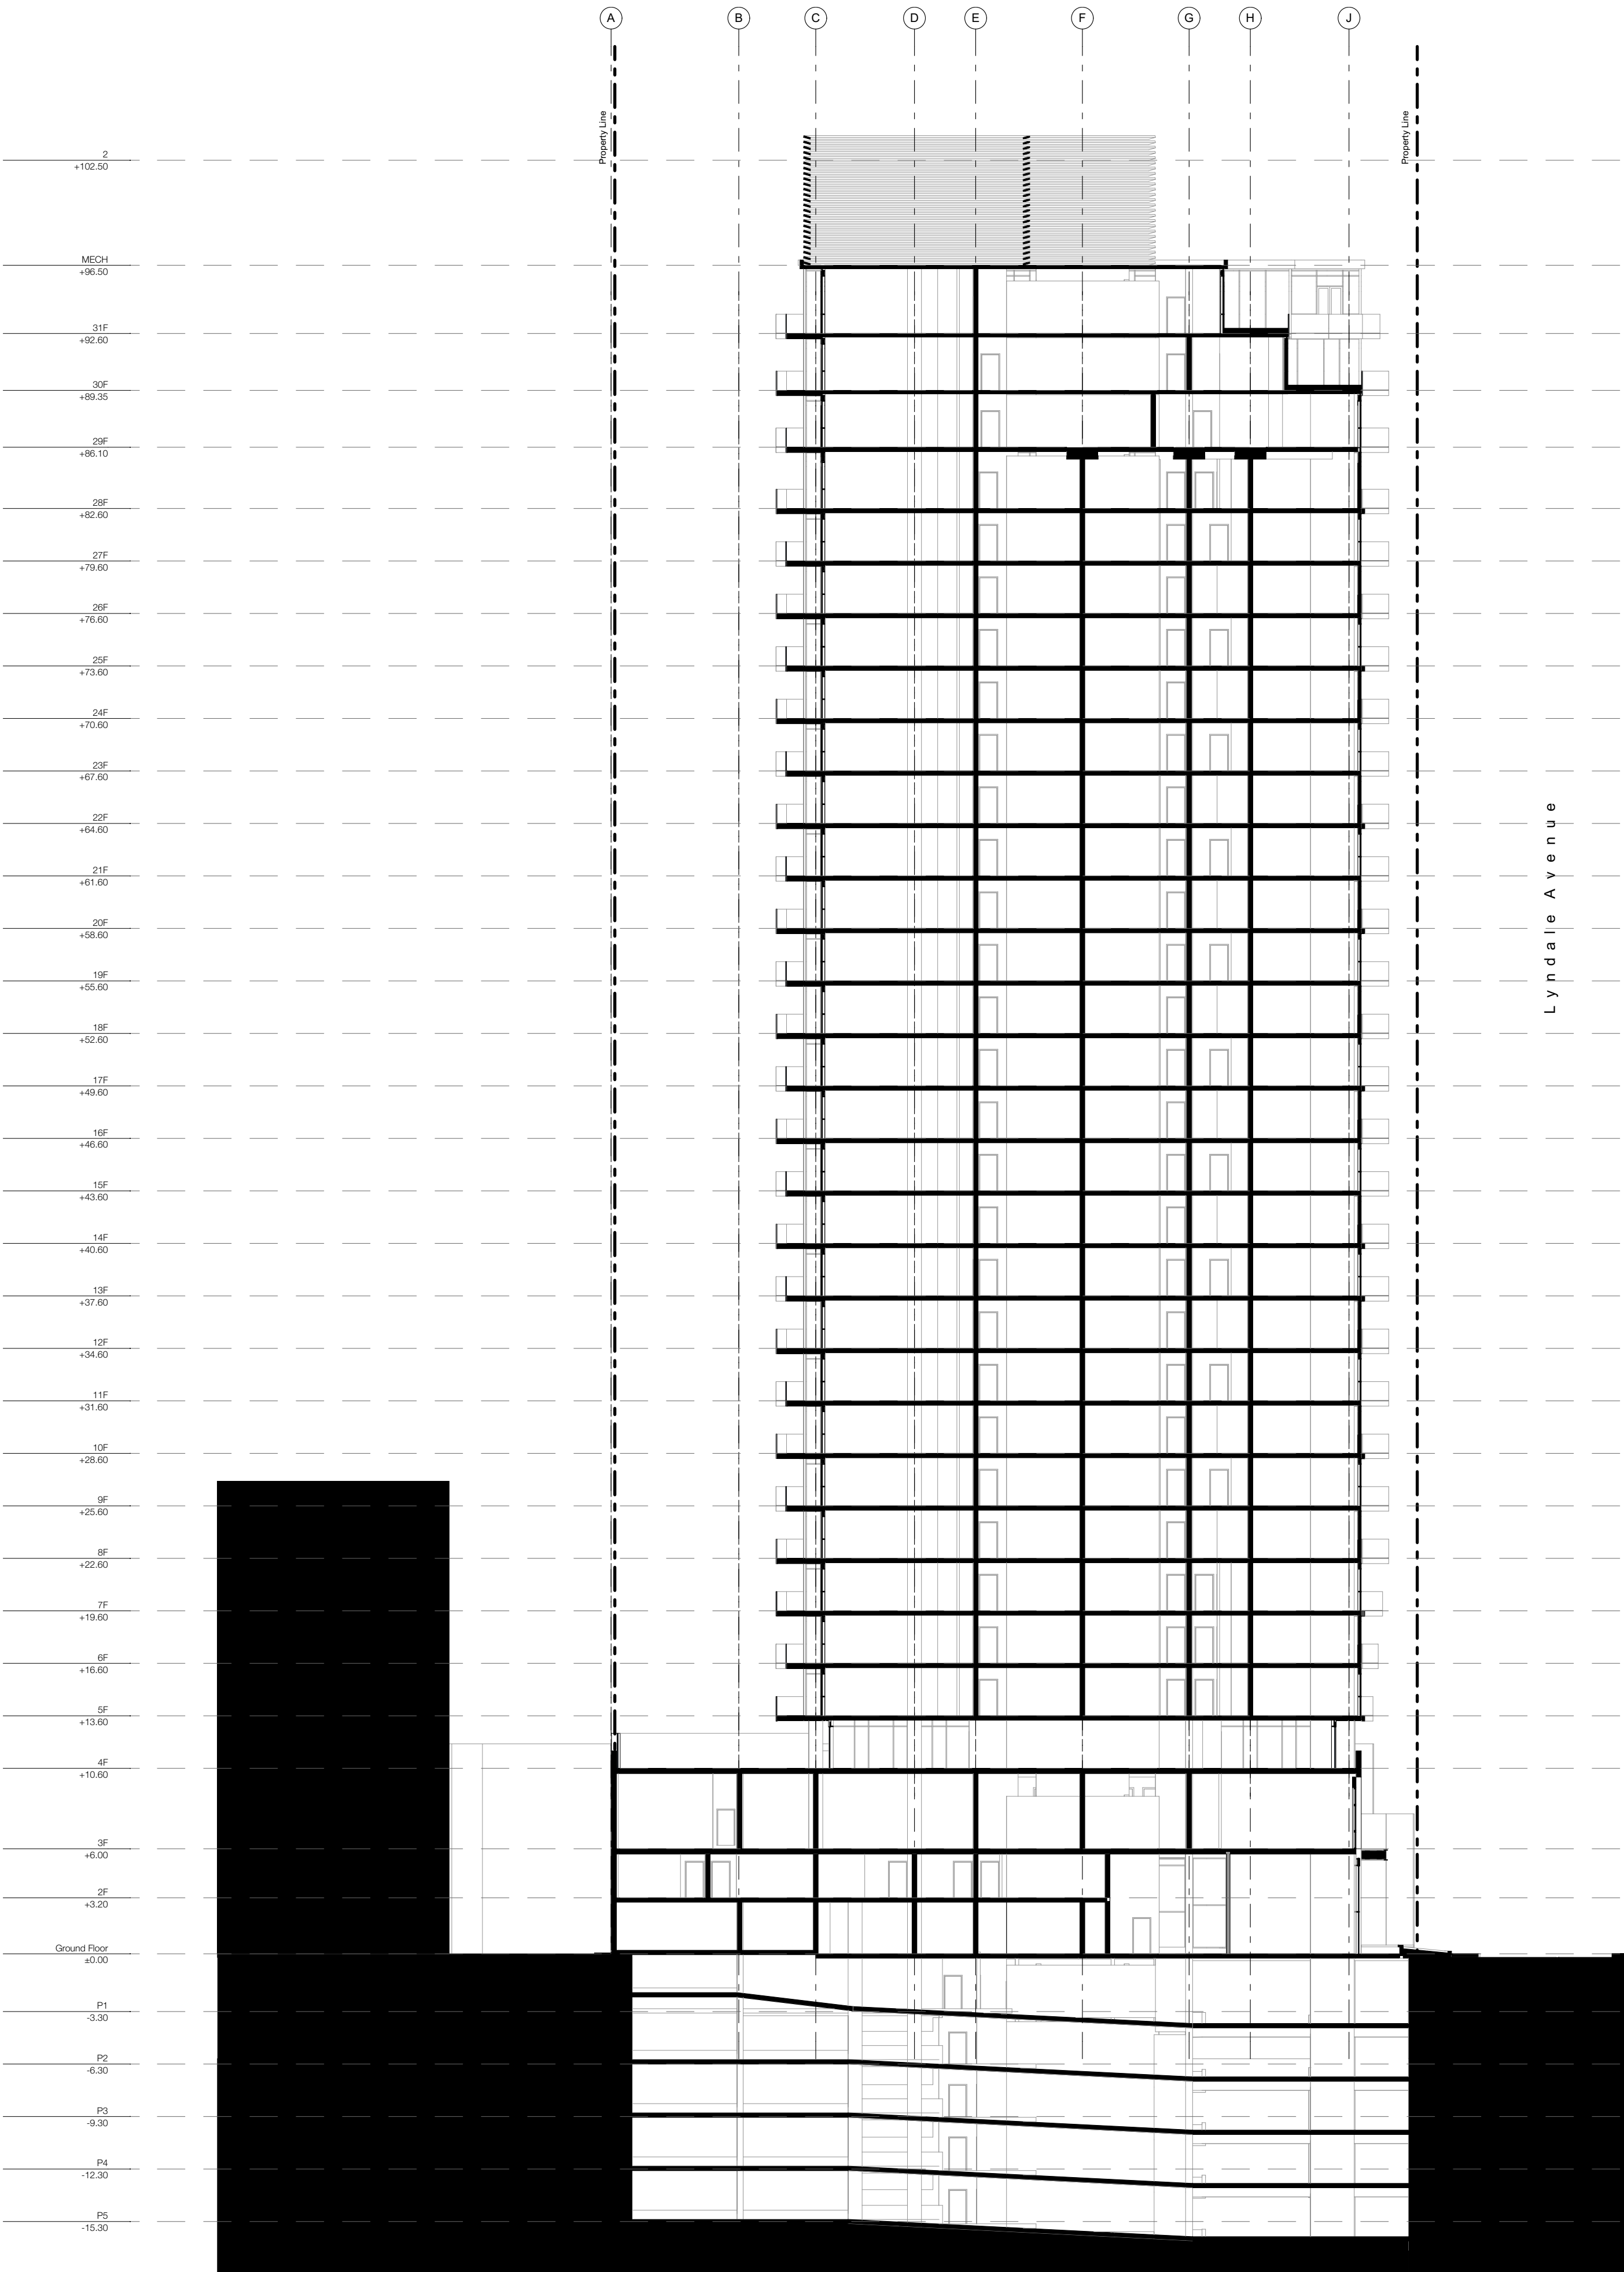 A B C D E F G H J
Property Line
Property Line
2
+102.50
MECH
+96.50
31F
+92.60
30F
+89.35
29F
+86.10
28F
+82.60
27F
+79.60
26F
+76.60
25F
+73.60
24F
+70.60
23F
+67.60
22F
+64.60
21F
+61.60
20F
+58.60
19F
+55.60
18F
+52.60
17F
+49.60
16F
+46.60
15F
+43.60
14F
+40.60
13F
+37.60
12F
+34.60
11F
+31.60
10F
+28.60
9F
+25.60
8F
+22.60
7F
+19.60
6F
+16.60
5F
+13.60
4F
+10.60
3F
+6.00
2F
+3.20
Ground Floor
±0.00
P1
-3.30
P2
-6.30
P3
-9.30
P4
-12.30
P5
-15.30
Lyndale Avenue